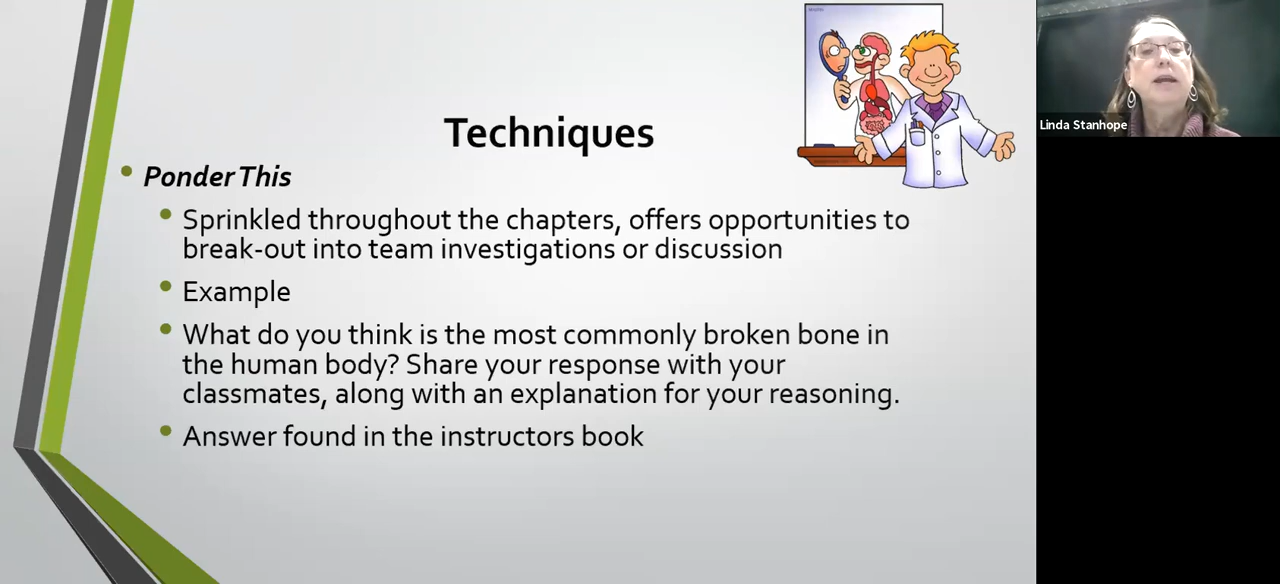 Techniques
Ponder This
Sprinkled throughout the chapters, offers opportunities to
break-out into team investigations or discussion
Example
What do you think is the most commonly broken bone in
the human body? Share your response with your
classmates, along with an explanation for your reasoning.
Answer found in the instructors book
Linda Stanhope